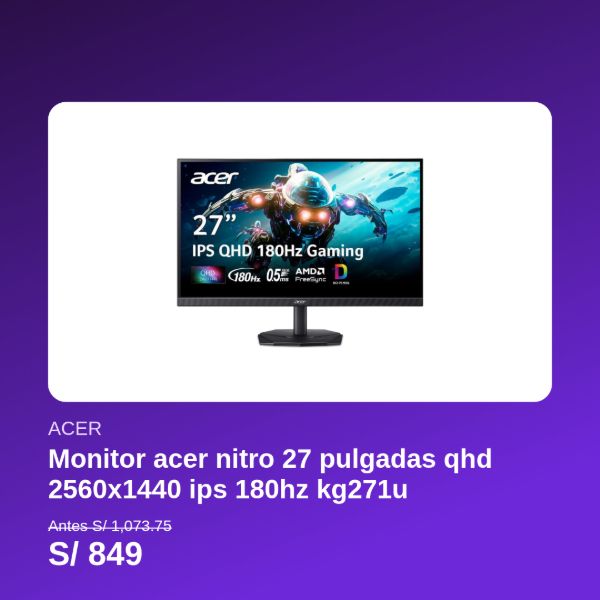 acer
27”
IPS QHD 180Hz Gaming
QHD
180Hz 0.5ms AMD FreeSync
acer
ACER
Monitor acer nitro 27 pulgadas qhd
2560x1440 ips 180hz kg271u
Antes S/ 1,073.75
S/ 849